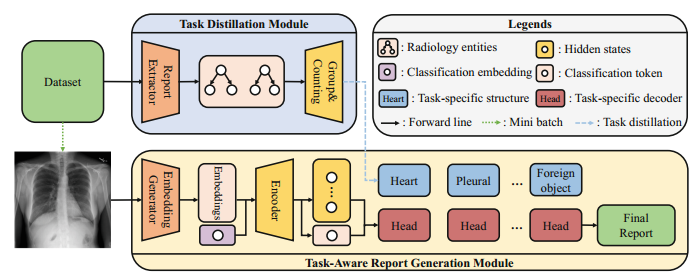 Task Distillation Module
Dataset
Report
Extractor
Group&
Counting
Legends
: Radiology entities
: Hidden states
: Classification embedding
: Classification token
Heart : Task-specific structure
Head : Task-specific decoder
: Forward line
: Mini batch
: Task distillation
Embedding
Generator
Embeddings
Encoder
Heart
Pleural
...
Foreign
object
Head
Head
...
Head
Head
Final
Report
Task-Aware Report Generation Module